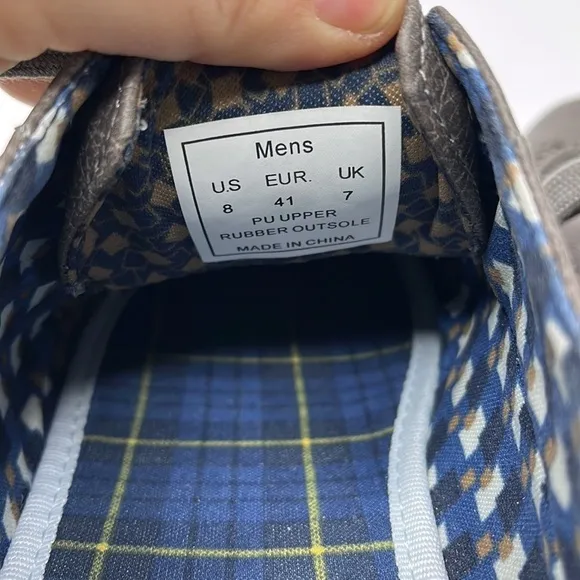 Mens
U.S EUR. UK
8 41 7
PU UPPER
RUBBER OUTSOLE
MADE IN CHINA